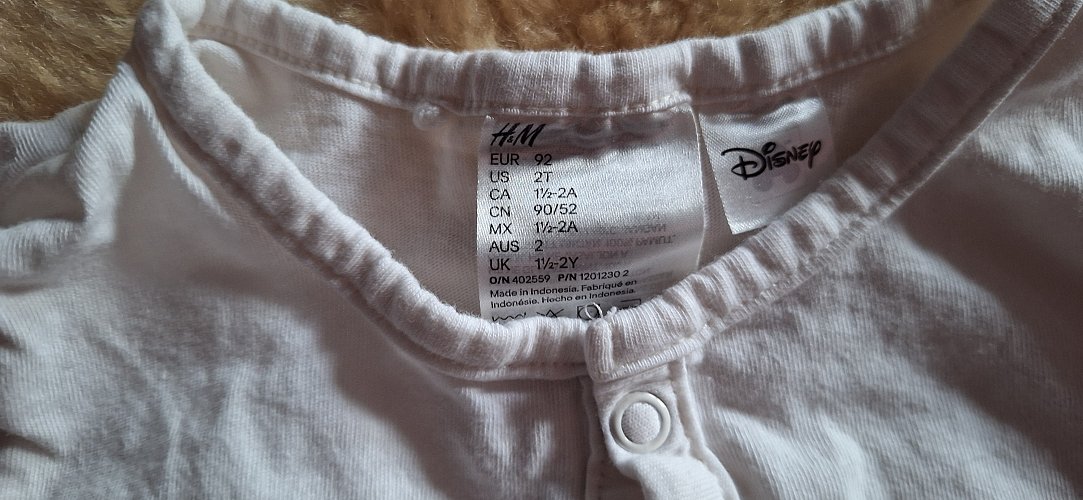 H&M
EUR 92
US 2T
CA 1½-2A
CN 90/52
MX 1½-2A
AUS 2
UK 1½-2Y
O/N 402559 P/N 1201230 2
Made in Indonesia. Fabriqué en
Indonésie. Hecho en Indonesia.
Disney